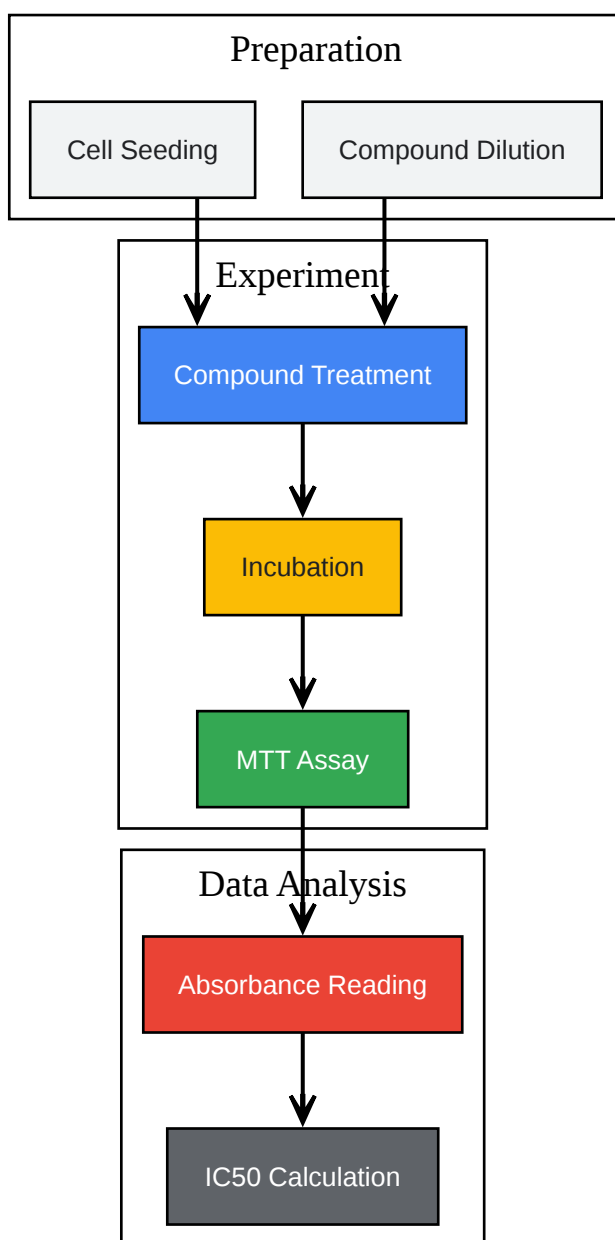 Preparation
Cell Seeding
Compound Dilution
Experiment
Compound Treatment
Incubation
MTT Assay
Data Analysis
Absorbance Reading
IC50 Calculation